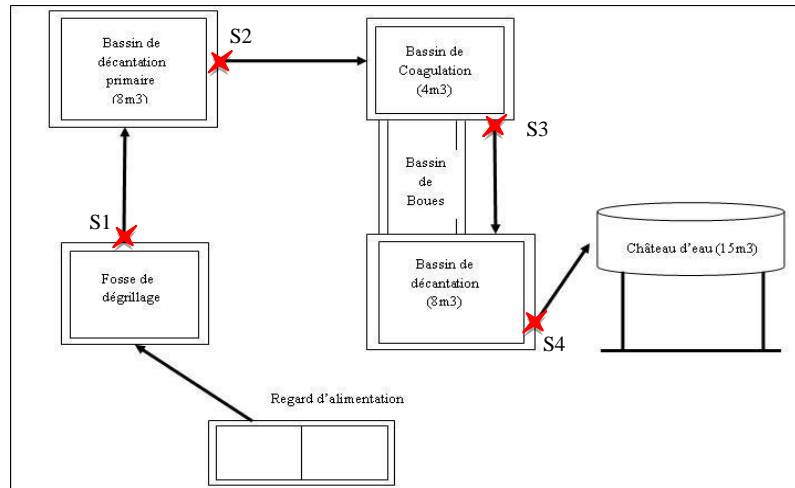 Bassin de
décantation
primaire
(8m3)
S2
Bassin de
Coagulation
(4m3)
S3
Bassin
de
Boues
S1
Fosse de
dégrillage
Bassin de
décantation
(8m3)
S4
Château d'eau (15m3)
Regard d'alimentation